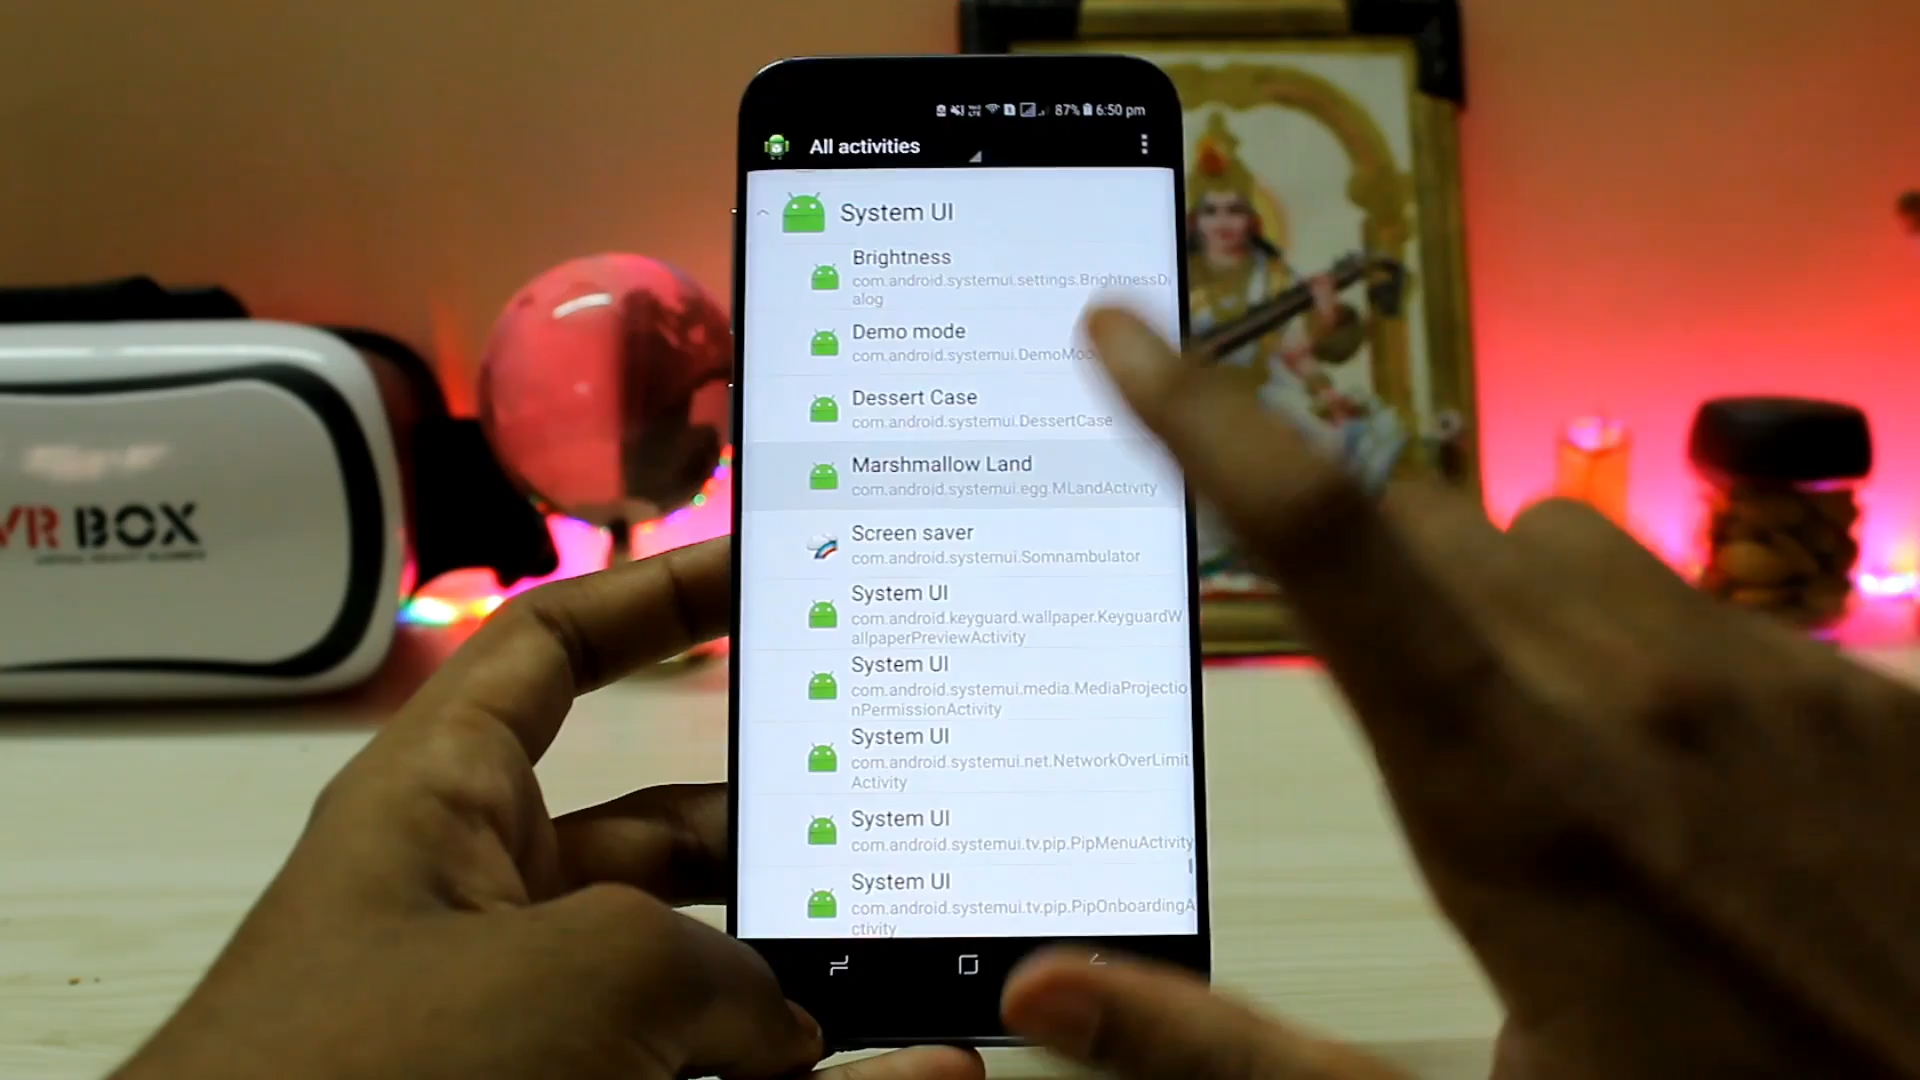 87% 6:50 pm
All activities
System UI
Brightness
com.android.systemui.settings.BrightnessDi
alog
Demo mode
com.android.systemui.DemoMod
Dessert Case
com.android.systemui.DessertCase
Marshmallow Land
com.android.systemui.egg.MLandActivity
Screen saver
com.android.systemui.Somnambulator
System UI
com.android.keyguard.wallpaper.KeyguardW
allpaperPreviewActivity
System UI
com.android.systemui.media.MediaProjectio
nPermissionActivity
System UI
com.android.systemui.net.NetworkOverLimit
Activity
System UI
com.android.systemui.tv.pip.PipMenuActivity
System UI
com.android.systemui.tv.pip.PipOnboardingA
ctivity
VR BOX